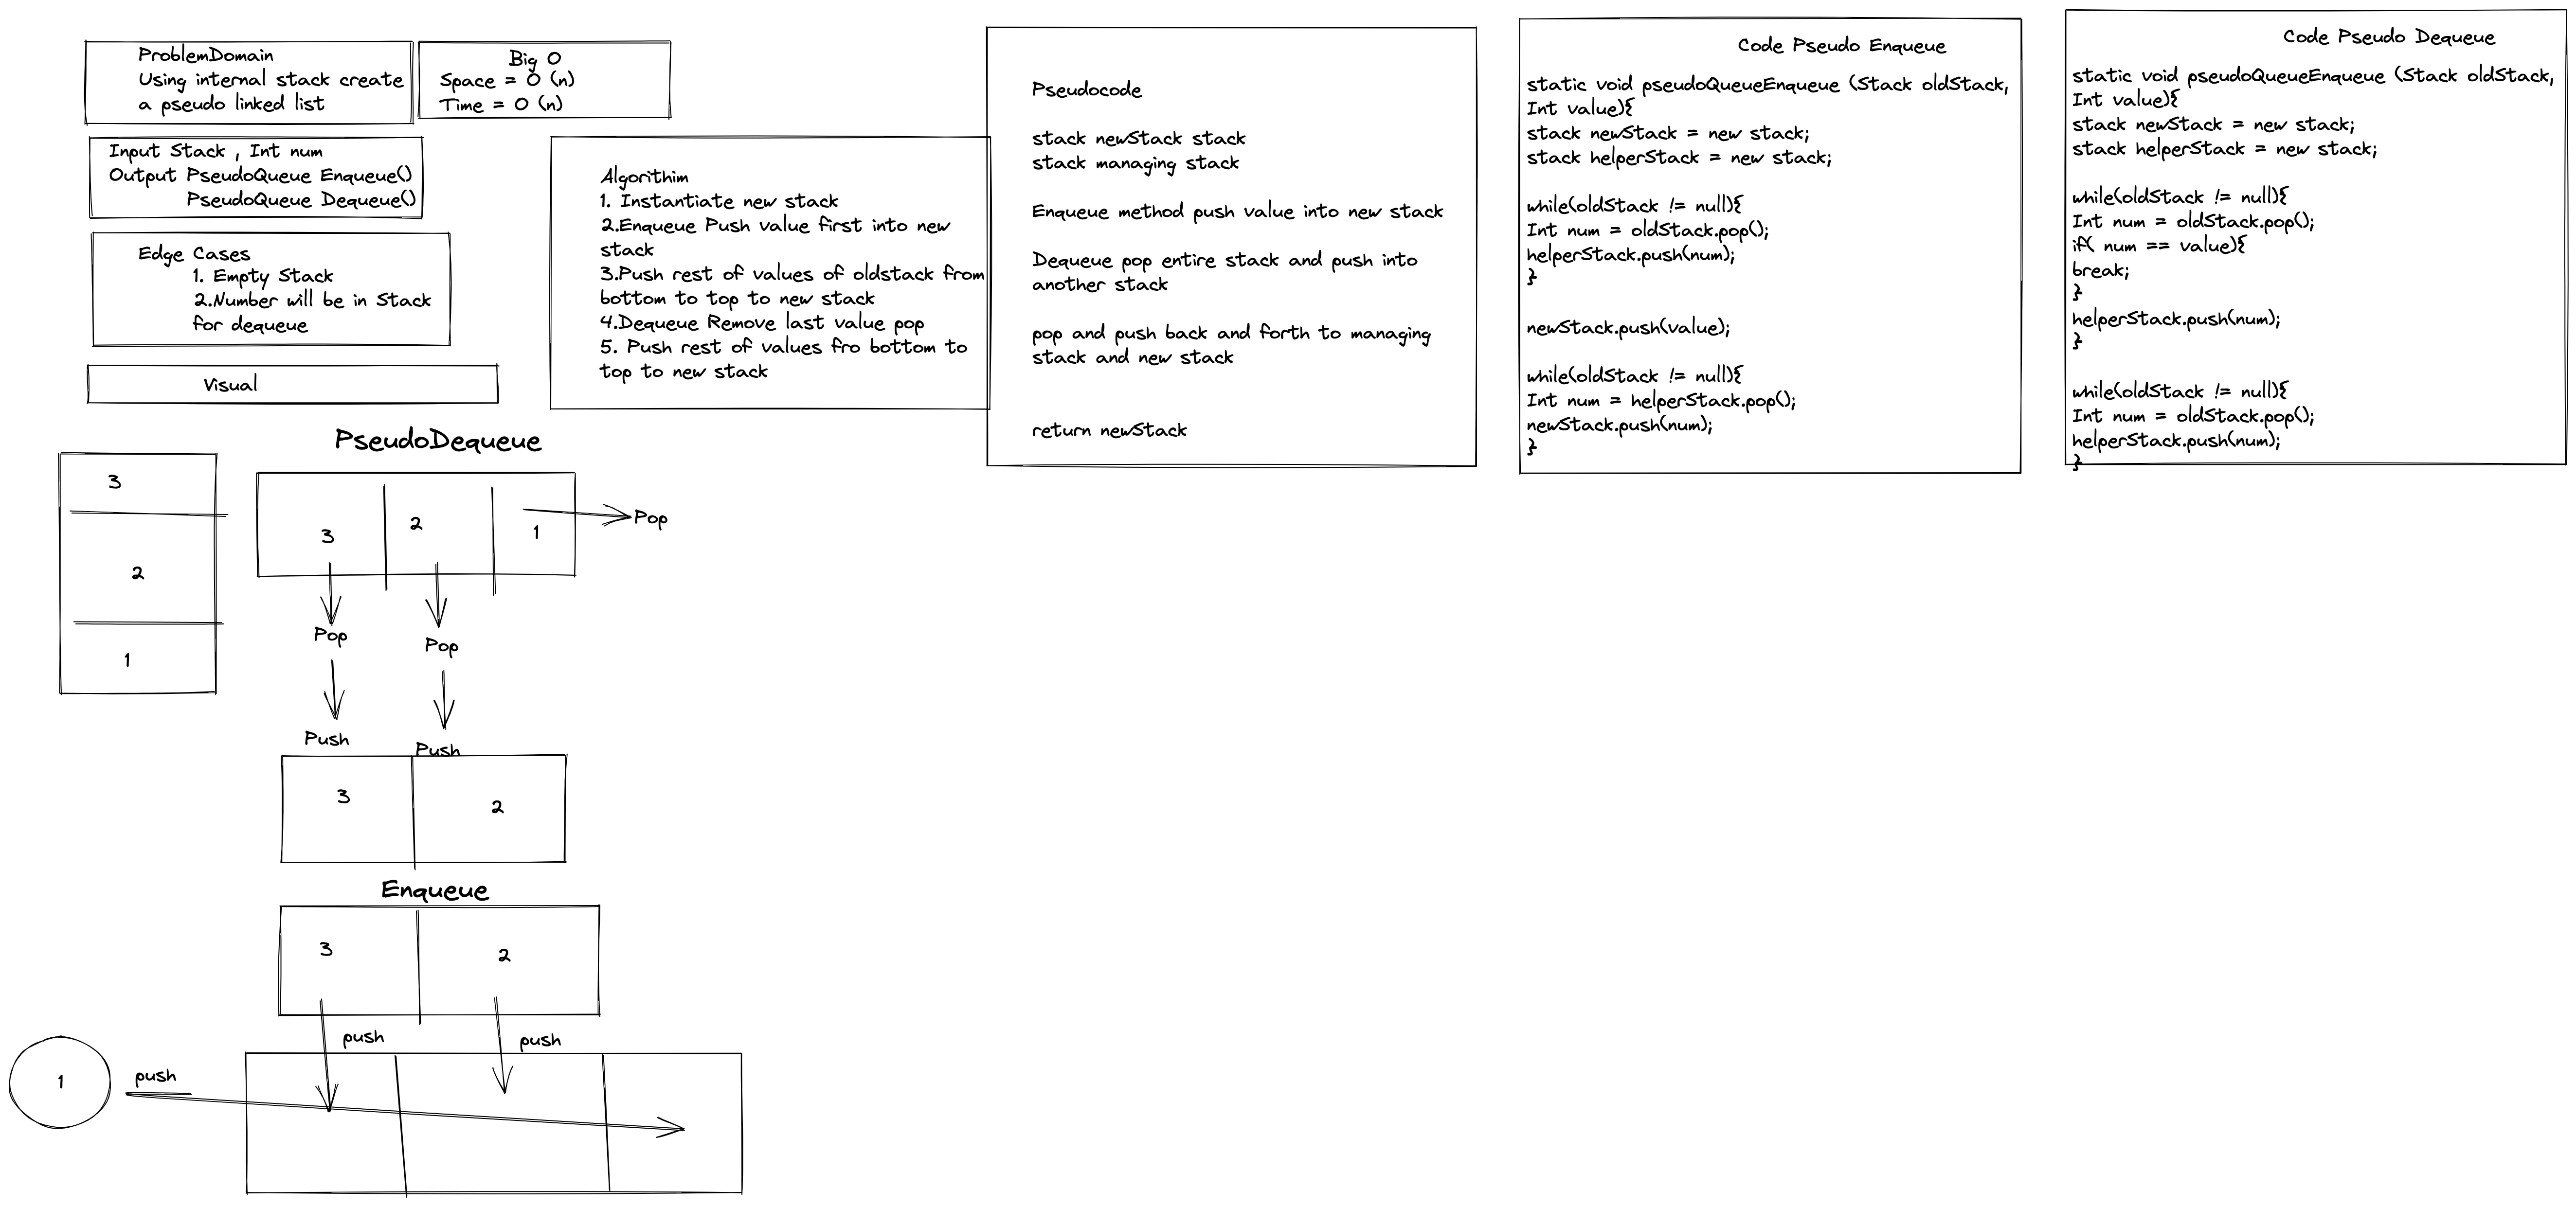 ProblemDomain
Using internal stack create
a pseudo linked list
Big O
Space = O (n)
Time = O (n)
Input Stack , Int num
Output PseudoQueue Enqueue()
PseudoQueue Dequeue()
Edge Cases
1. Empty Stack
2.Number will be in Stack
for dequeue
Visual
Algorithim
1. Instantiate new stack
2.Enqueue Push value first into new
stack
3.Push rest of values of oldstack from
bottom to top to new stack
4.Dequeue Remove last value pop
5. Push rest of values fro bottom to
top to new stack
Pseudocode
stack newStack stack
stack managing stack
Enqueue method push value into new stack
Dequeue pop entire stack and push into
another stack
pop and push back and forth to managing
stack and new stack
return newStack
Code Pseudo Enqueue
static void pseudoQueueEnqueue (Stack oldStack,
Int value){
stack newStack = new stack;
stack helperStack = new stack;
while(oldStack != null){
Int num = oldStack.pop();
helperStack.push(num);
}
newStack.push(value);
while(oldStack != null){
Int num = helperStack.pop();
newStack.push(num);
}
Code Pseudo Dequeue
static void pseudoQueueEnqueue (Stack oldStack,
Int value){
stack newStack = new stack;
stack helperStack = new stack;
while(oldStack != null){
Int num = oldStack.pop();
if( num == value){
break;
}
helperStack.push(num);
}
while(oldStack != null){
Int num = oldStack.pop();
helperStack.push(num);
}
3
2
1
PseudoDequeue
3 2 1 Pop
Pop Pop
Push Push
3 2
Enqueue
3 2
push push
1 push